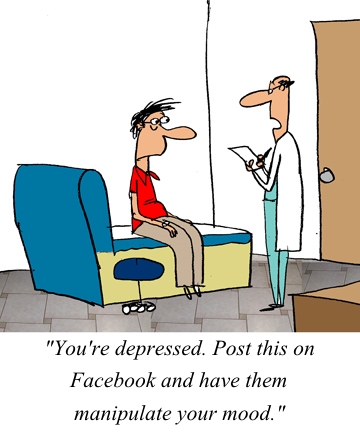 "You're depressed. Post this on
Facebook and have them
manipulate your mood."